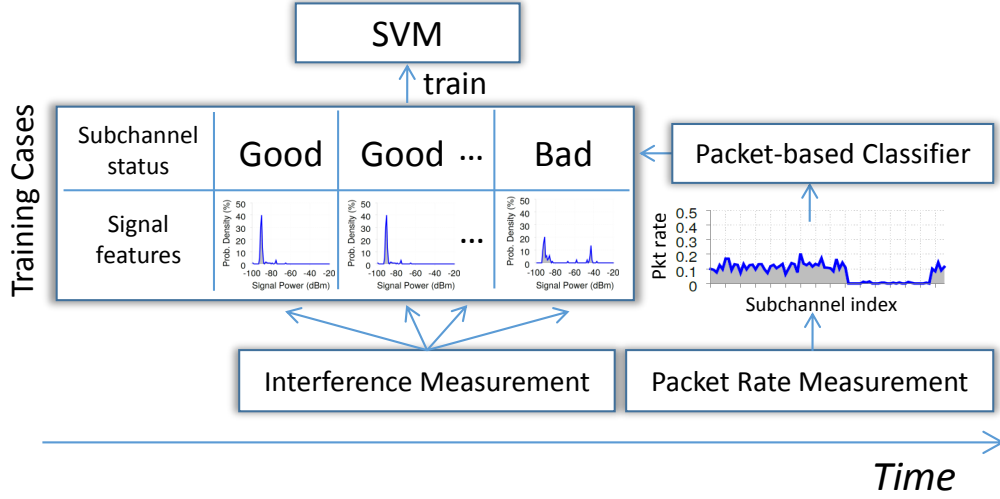 SVM
train
Training Cases
Subchannel
status
Good
Good
...
Bad
Signal
features
Prob. Density (%)
50
40
30
20
10
0
-100 -80 -60 -40 -20
Signal Power (dBm)
Prob. Density (%)
50
40
30
20
10
0
-100 -80 -60 -40 -20
Signal Power (dBm)
...
Prob. Density (%)
50
40
30
20
10
0
-100 -80 -60 -40 -20
Signal Power (dBm)
Packet-based Classifier
Pkt rate
0.5
0.4
0.3
0.2
0.1
0
Subchannel index
Interference Measurement
Packet Rate Measurement
Time